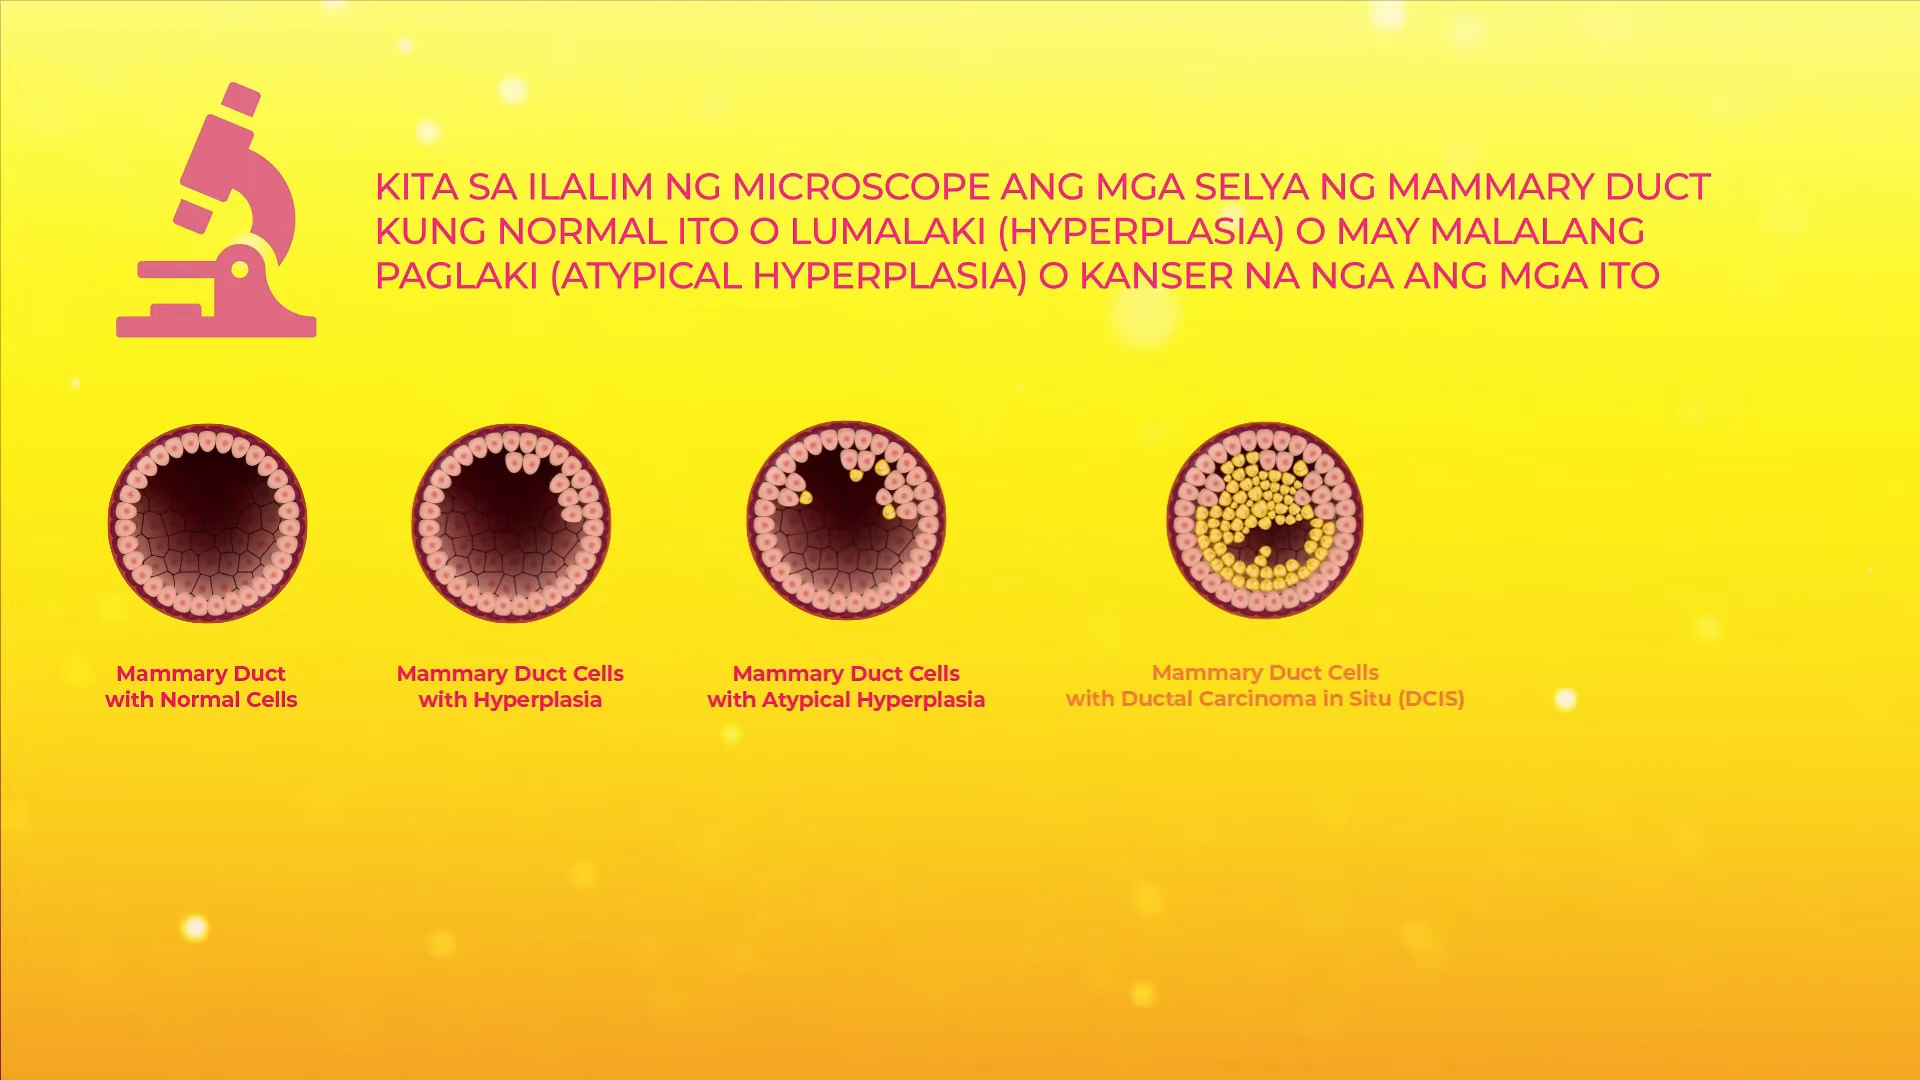 KITA SA ILALIM NG MICROSCOPE ANG MGA SELYA NG MAMMARY DUCT
KUNG NORMAL ITO O LUMALAKI (HYPERPLASIA) O MAY MALALANG
PAGLAKI (ATYPICAL HYPERPLASIA) O KANSER NA NGA ANG MGA ITO
Mammary Duct
with Normal Cells
Mammary Duct Cells
with Hyperplasia
Mammary Duct Cells
with Atypical Hyperplasia
Mammary Duct Cells
with Ductal Carcinoma in Situ (DCIS)